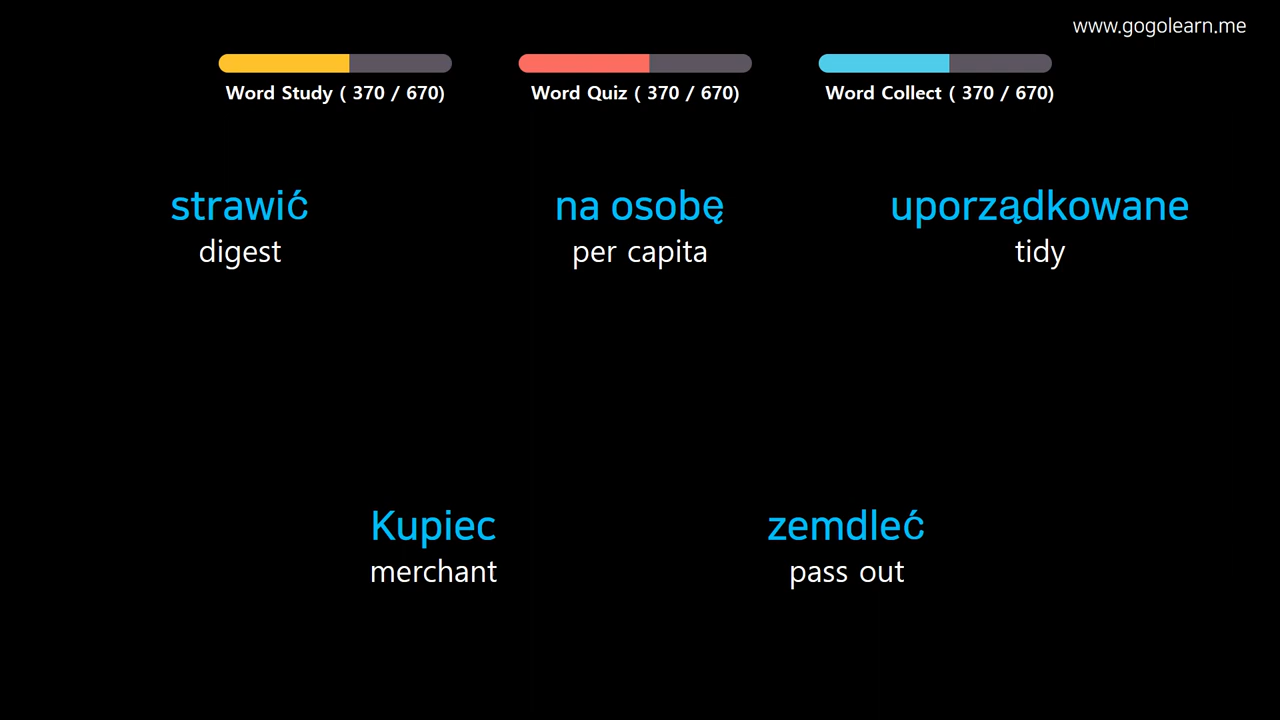 www.gogolearn.me
Word Study ( 370 / 670)
Word Quiz ( 370 / 670)
Word Collect ( 370 / 670)
strawić
digest
na osobę
per capita
uporządkowane
tidy
Kupiec
merchant
zemdleć
pass out